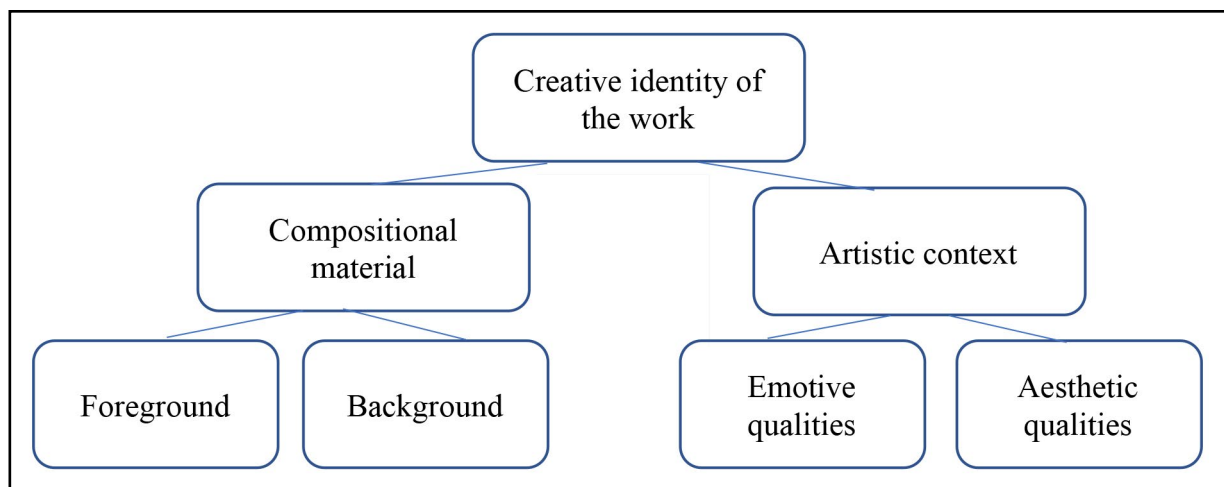 Creative identity of
the work
Compositional
material
Artistic context
Foreground
Background
Emotive
qualities
Aesthetic
qualities